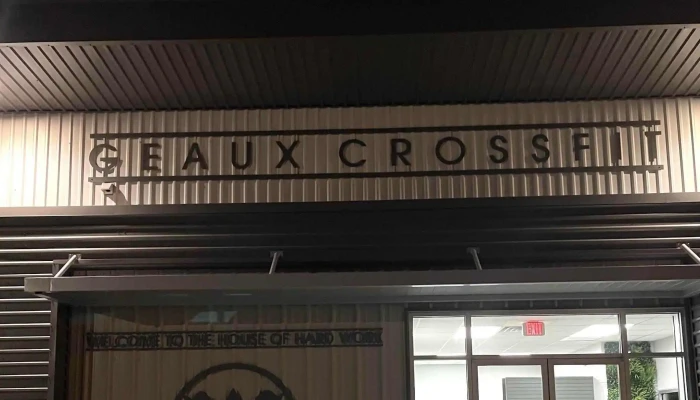 GEAUX CROSSFIT
WELCOME TO THE HOUSE OF HARD WORK
EXIT